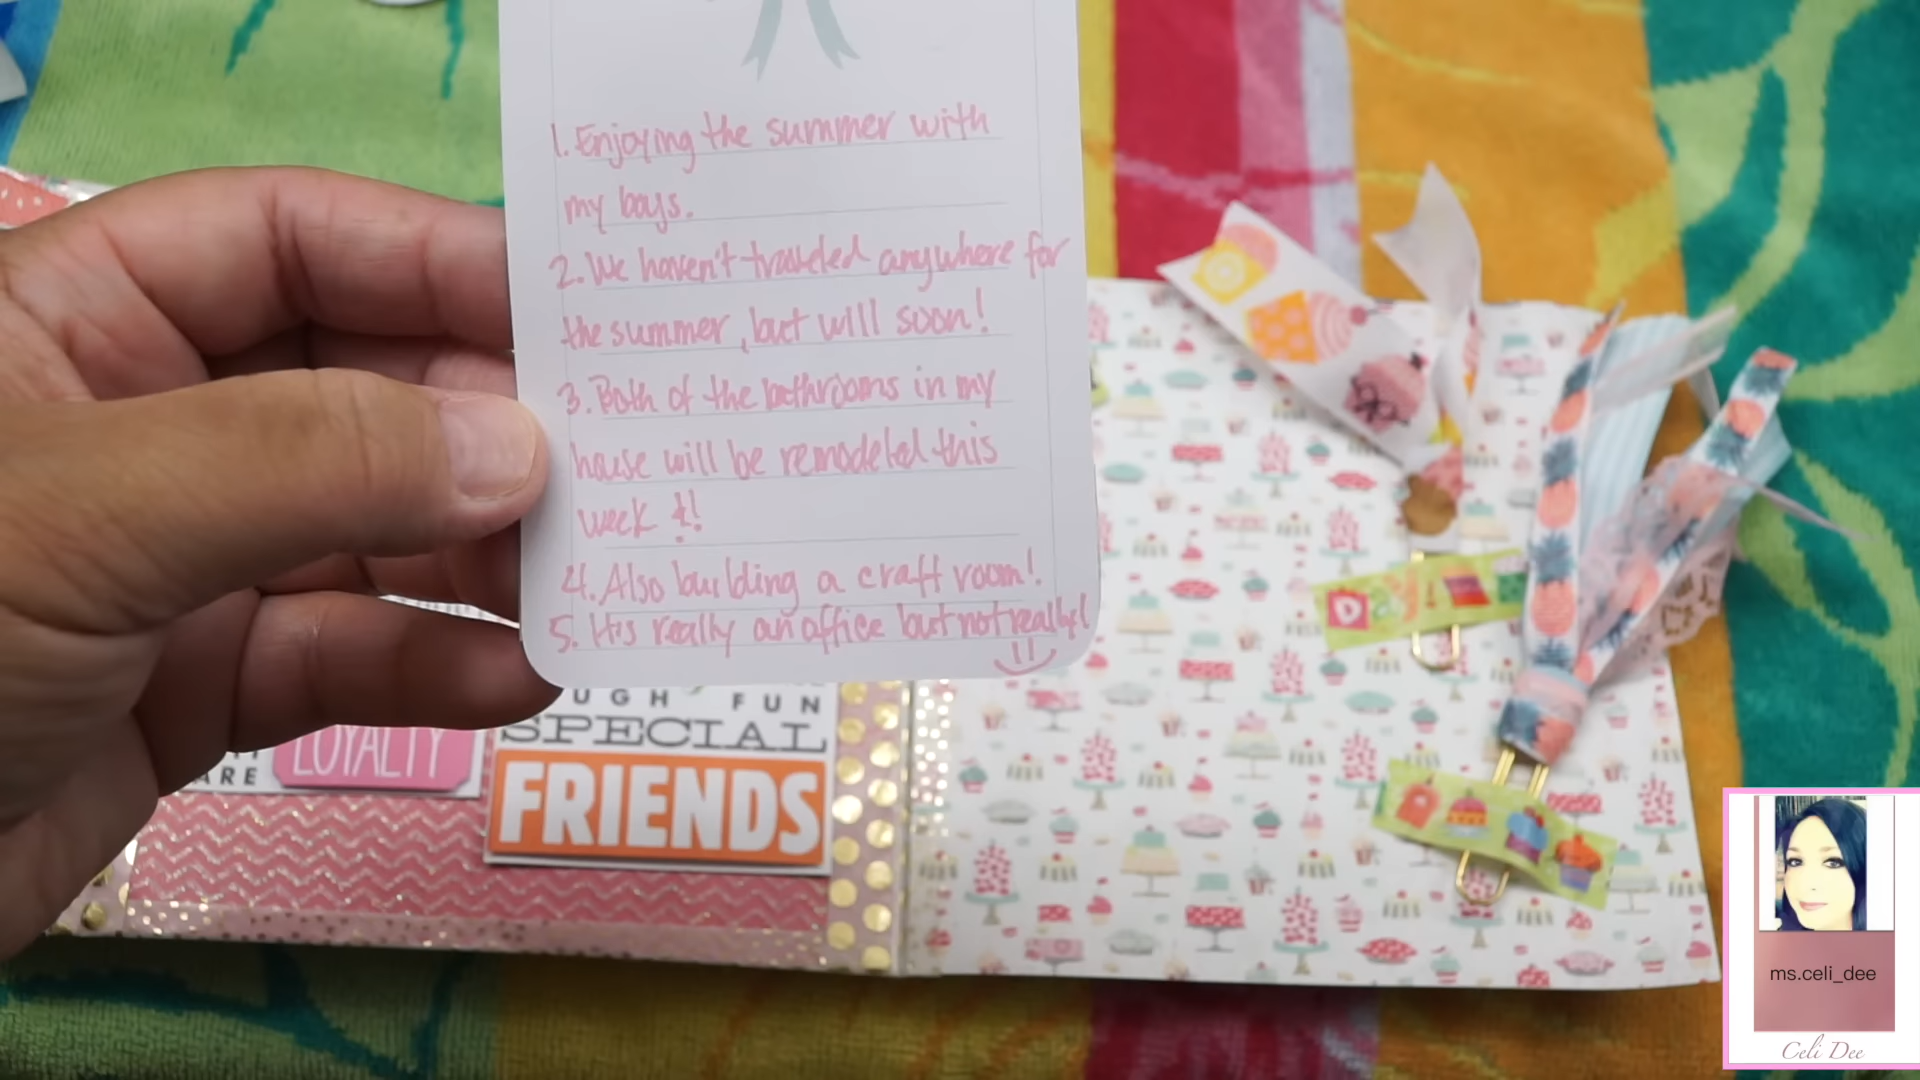 1. Enjoying the summer with
my boys.
2. We haven't traveled anywhere for
the summer, but will soon!
3. Both of the bathrooms in my
house will be remodeled this
week !!
4. Also building a craft room!
5. It's really an office but not really!
UGH FUN
SPECIAL
FRIENDS
LOYALTY
ARE
ms.celi_dee
Celi Dee